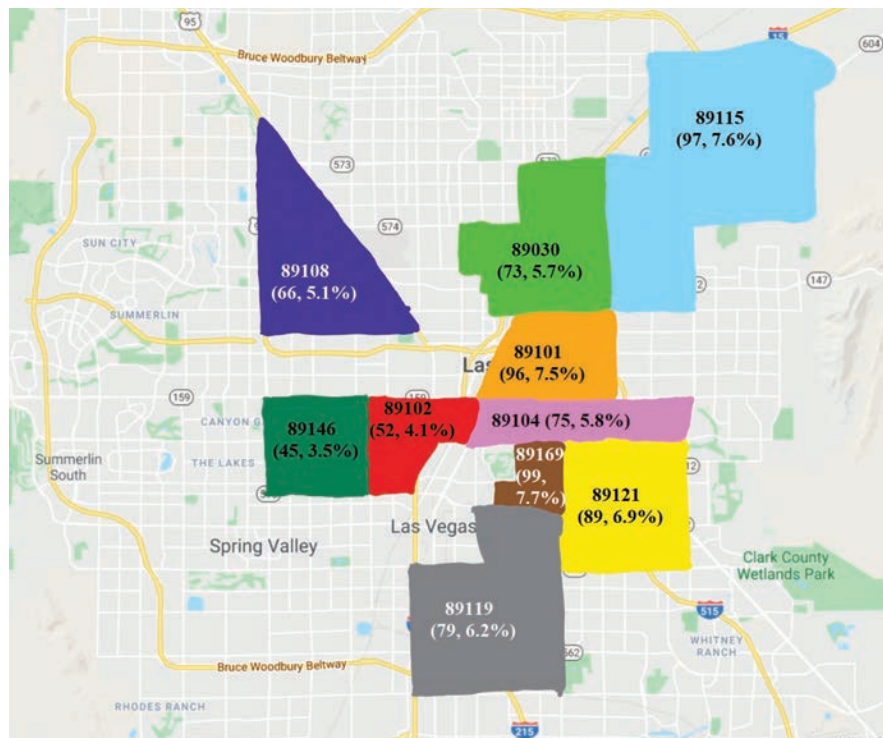 95
Bruce Woodbury Beltway
15
604
89115
(97, 7.6%)
573
574
SUN CITY
89030
(73, 5.7%)
89108
(66, 5.1%)
147
SUMMERLIN
89101
(96, 7.5%)
Las
159
159
89102
(52, 4.1%)
89104 (75, 5.8%)
CANYON G
89146
(45, 3.5%)
Summerlin
South
THE LAKES
89169
(99,
7.7%)
89121
(89, 6.9%)
Las Vegas
Spring Valley
Clark County
Wetlands Park
89119
(79, 6.2%)
515
WHITNEY
RANCH
562
Bruce Woodbury Beltway
RHODES RANCH
215